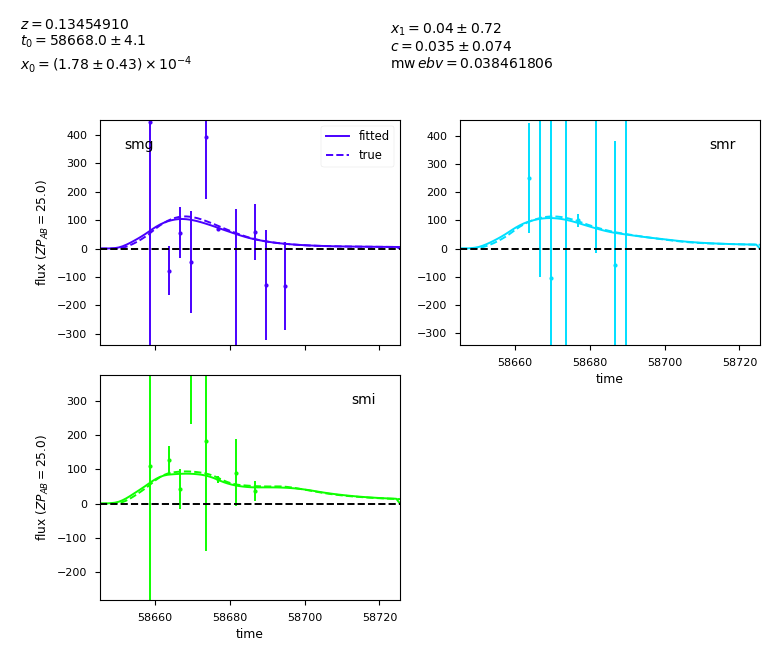 z = 0.13454910
t₀ = 58668.0 ± 4.1
x₀ = (1.78 ± 0.43) × 10⁻⁴
x₁ = 0.04 ± 0.72
c = 0.035 ± 0.074
mw ebv = 0.038461806
smg
fitted
true
400
300
200
100
0
−100
−200
−300
flux (ZP_AB = 25.0)
smr
400
300
200
100
0
−100
−200
−300
58660 58680 58700 58720
time
smi
300
200
100
0
−100
−200
flux (ZP_AB = 25.0)
58660 58680 58700 58720
time